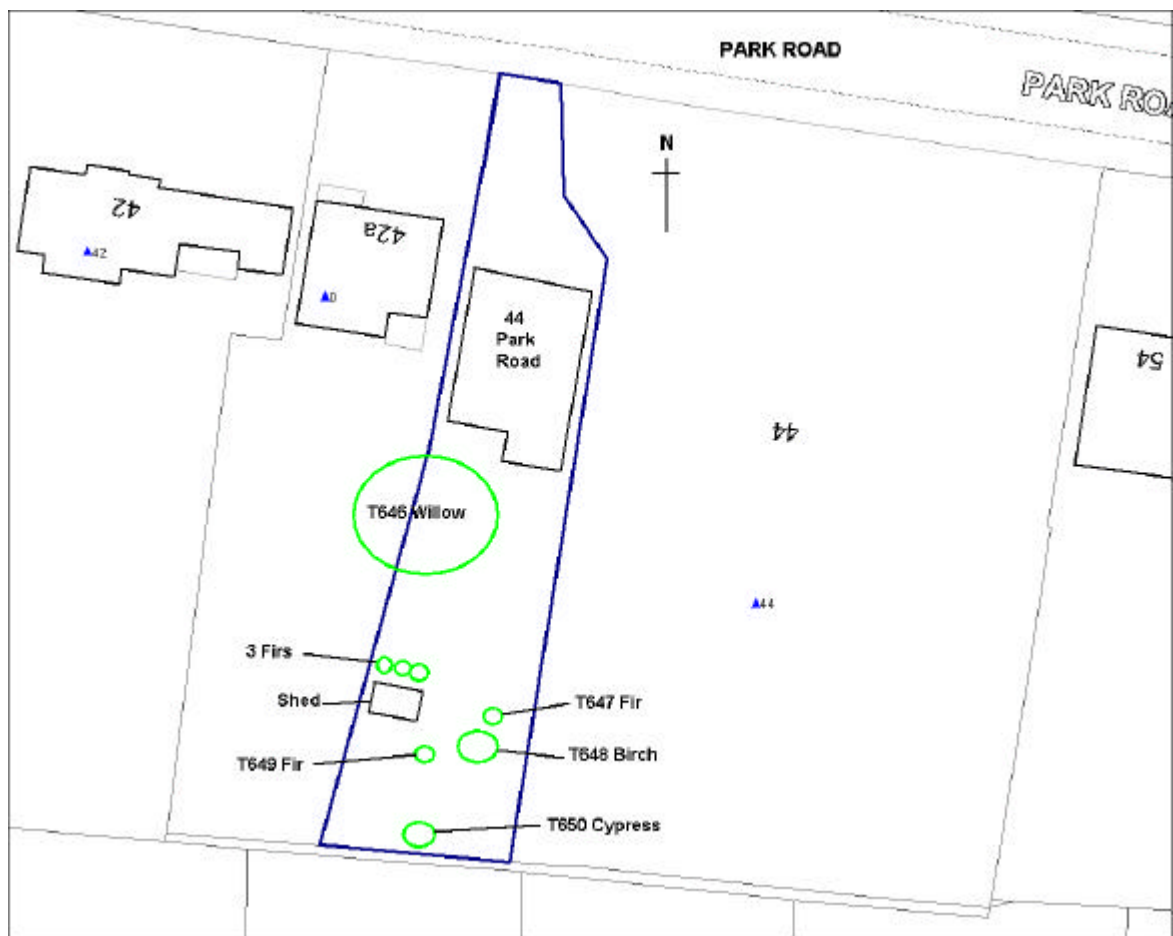 PARK ROAD
PARK ROA
N
42
42
42a
0
44
Park
Road
54
44
T646 Willow
44
3 Firs
Shed
T647 Fir
T649 Fir
T648 Birch
T650 Cypress